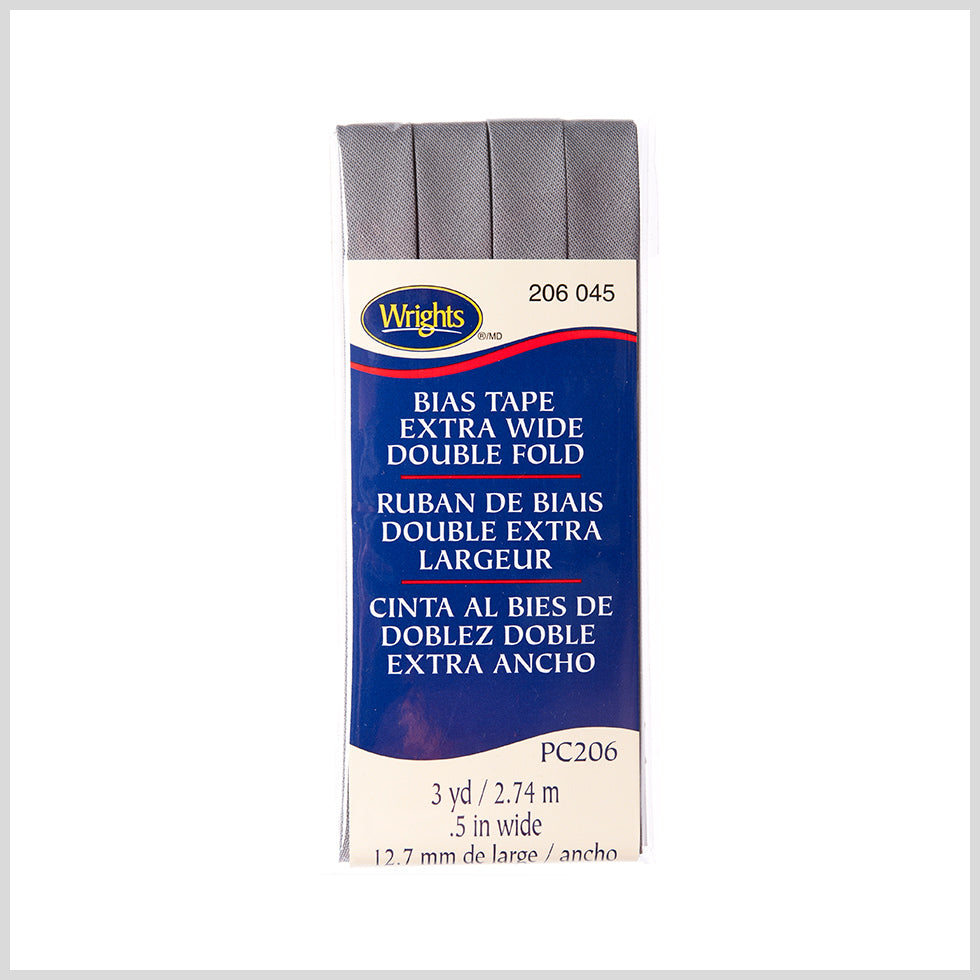 206 045
Wrights
®/MD
BIAS TAPE
EXTRA WIDE
DOUBLE FOLD
RUBAN DE BIAIS
DOUBLE EXTRA
LARGEUR
CINTA AL BIES DE
DOBLEZ DOBLE
EXTRA ANCHO
PC206
3 yd / 2.74 m
.5 in wide
12.7 mm de large / ancho